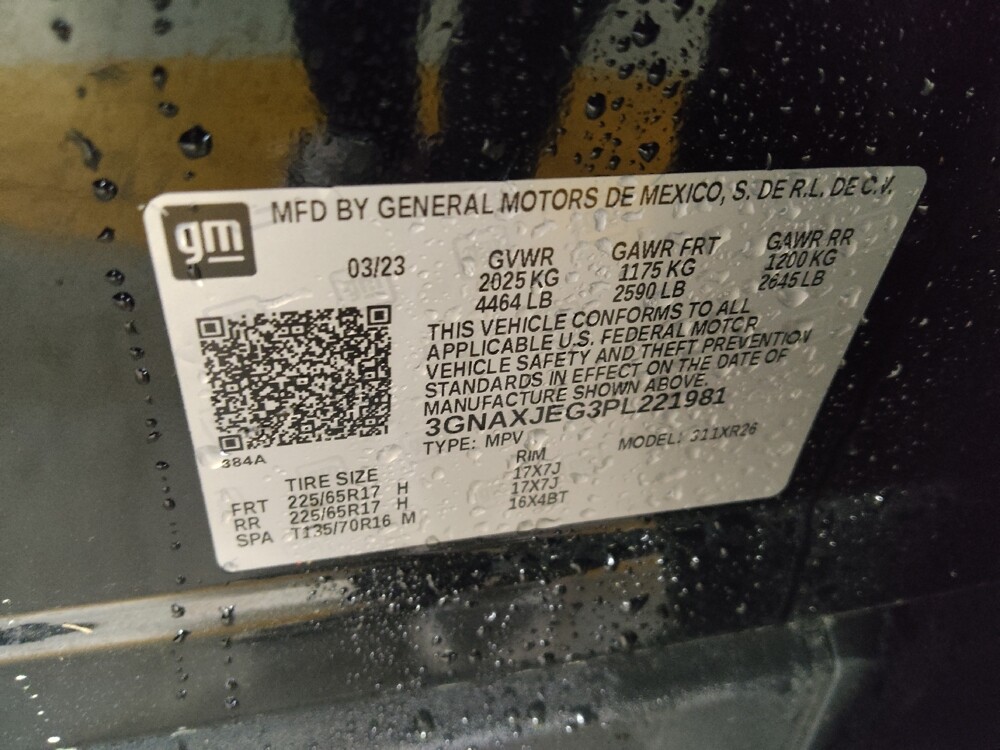 gm
MFD BY GENERAL MOTORS DE MEXICO, S. DE R.L. DE C.V.
03/23
GVWR GAWR FRT GAWR RR
2025 KG 1175 KG 1200 KG
4464 LB 2590 LB 2645 LB
THIS VEHICLE CONFORMS TO ALL
APPLICABLE U.S. FEDERAL MOTOR
VEHICLE SAFETY AND THEFT PREVENTION
STANDARDS IN EFFECT ON THE DATE OF
MANUFACTURE SHOWN ABOVE.
3GNAXJEG3PL221981
TYPE: MPV MODEL: 311XR26
384A
TIRE SIZE RIM
FRT 225/65R17 H 17X7J
RR 225/65R17 H 17X7J
SPA T135/70R16 M 16X4BT